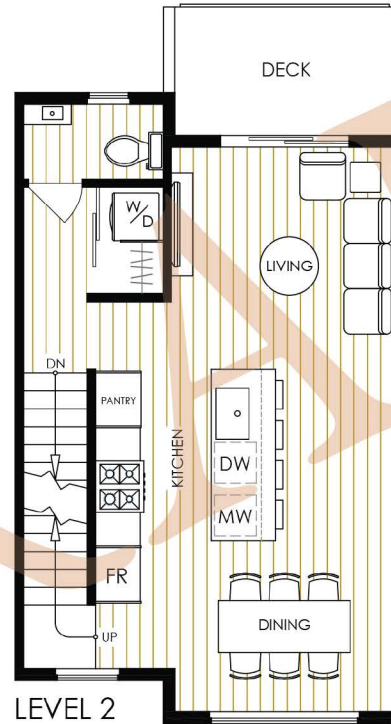 DECK
W/D
LIVING
DN
PANTRY
KITCHEN
DW
MW
FR
DINING
UP
LEVEL 2